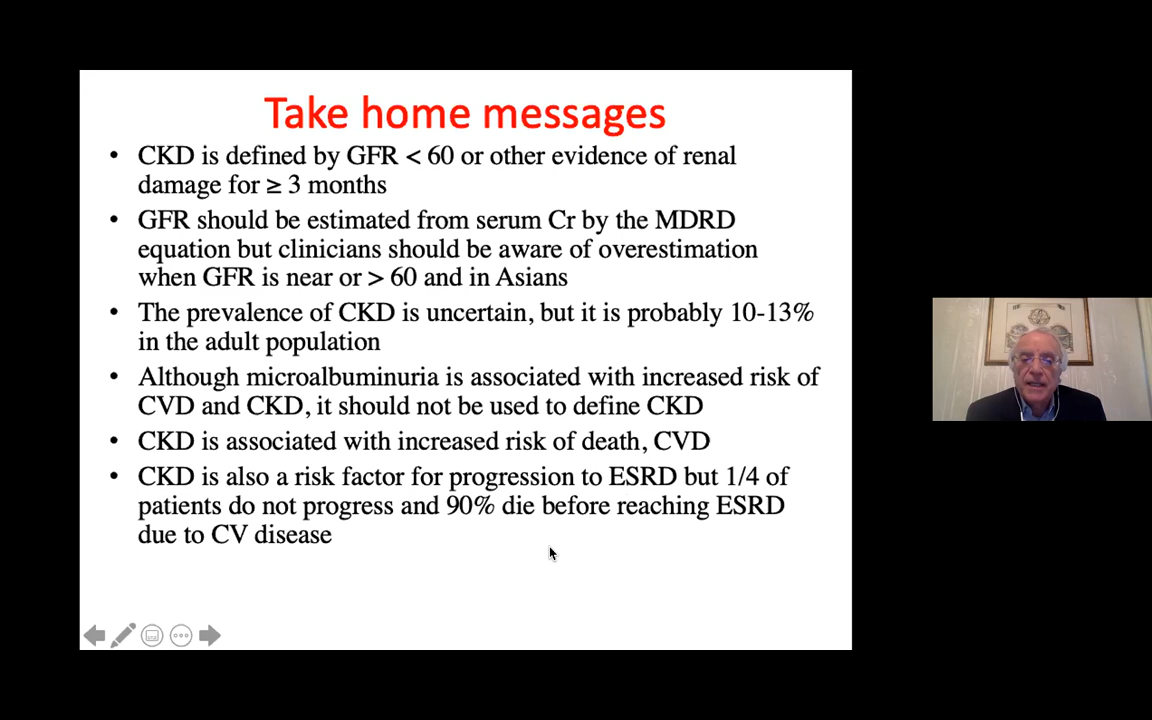 Take home messages
• CKD is defined by GFR < 60 or other evidence of renal
damage for ≥ 3 months
• GFR should be estimated from serum Cr by the MDRD
equation but clinicians should be aware of overestimation
when GFR is near or > 60 and in Asians
• The prevalence of CKD is uncertain, but it is probably 10-13%
in the adult population
• Although microalbuminuria is associated with increased risk of
CVD and CKD, it should not be used to define CKD
• CKD is associated with increased risk of death, CVD
• CKD is also a risk factor for progression to ESRD but 1/4 of
patients do not progress and 90% die before reaching ESRD
due to CV disease